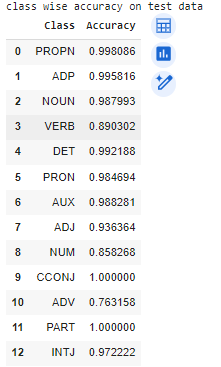 class wise accuracy on test data
Class Accuracy
0 PROPN 0.998086
1 ADP 0.995816
2 NOUN 0.987993
3 VERB 0.890302
4 DET 0.992188
5 PRON 0.984694
6 AUX 0.988281
7 ADJ 0.936364
8 NUM 0.858268
9 CCONJ 1.000000
10 ADV 0.763158
11 PART 1.000000
12 INTJ 0.972222